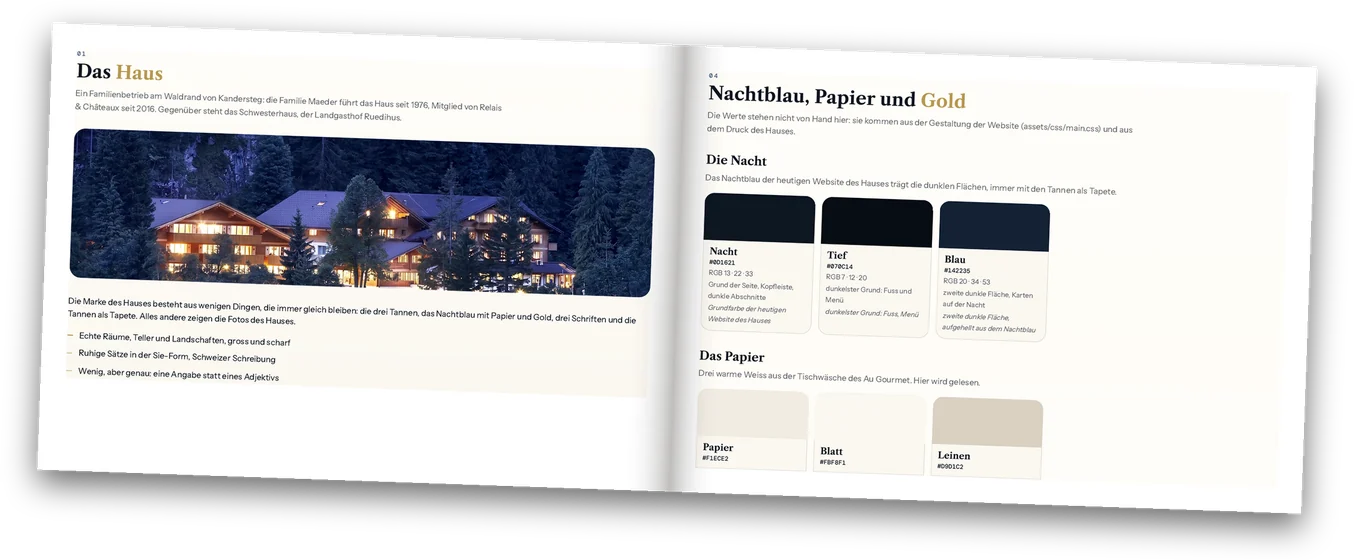 01
Das Haus
Ein Familienbetrieb am Waldrand von Kandersteg: die Familie Maeder führt das Haus seit 1976, Mitglied von Relais
& Châteaux seit 2016. Gegenüber steht das Schwesterhaus, der Landgasthof Ruedihus.
Die Marke des Hauses besteht aus wenigen Dingen, die immer gleich bleiben: die drei Tannen, das Nachtblau mit Papier und Gold, drei Schriften und die
Tannen als Tapete. Alles andere zeigen die Fotos des Hauses.
— Echte Räume, Teller und Landschaften, gross und scharf
— Ruhige Sätze in der Sie-Form, Schweizer Schreibung
— Wenig, aber genau: eine Angabe statt eines Adjektivs
04
Nachtblau, Papier und Gold
Die Werte stehen nicht von Hand hier: sie kommen aus der Gestaltung der Website (assets/css/main.css) und aus
dem Druck des Hauses.
Die Nacht
Das Nachtblau der heutigen Website des Hauses trägt die dunklen Flächen, immer mit den Tannen als Tapete.
Nacht
#0D1621
RGB 13 · 22 · 33
Grund der Seite, Kopfleiste,
dunkle Abschnitte
Grundfarbe der heutigen
Website des Hauses
Tief
#070C14
RGB 7 · 12 · 20
dunkelster Grund: Fuss und
Menü
dunkelster Grund: Fuss, Menü
Blau
#142235
RGB 20 · 34 · 53
zweite dunkle Fläche, Karten
auf der Nacht
zweite dunkle Fläche,
aufgehellt aus dem Nachtblau
Das Papier
Drei warme Weiss aus der Tischwäsche des Au Gourmet. Hier wird gelesen.
Papier
#F1ECE2
Blatt
#FBF8F1
Leinen
#D9D1C2